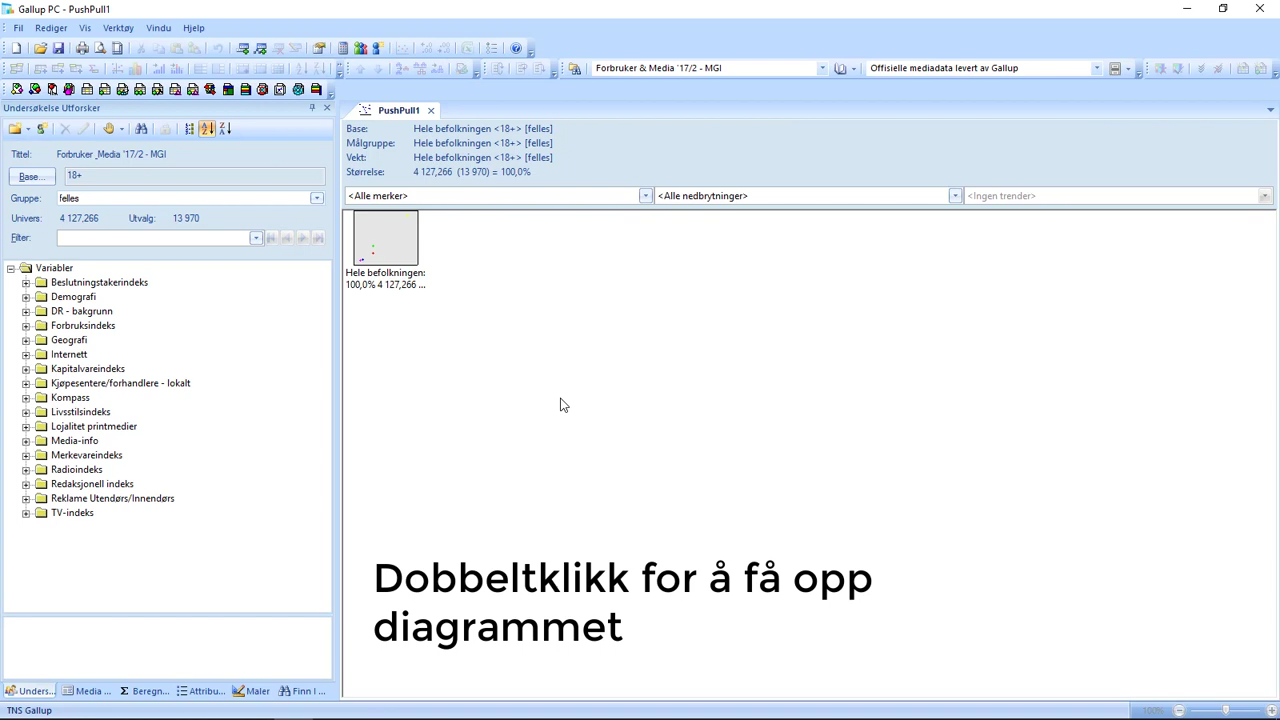 Gallup PC - PushPull1
Fil Rediger Vis Verktøy Vindu Hjelp
Forbruker & Media '17/2 - MGI Offisielle mediadata levert av Gallup
Undersøkelse Utforsker
PushPull1
Tittel: Forbruker _Media '17/2 - MGI
Base... 18+
Gruppe: felles
Univers: 4 127,266 Utvalg: 13 970
Filter:
Variabler
Beslutningstakerindeks
Demografi
DR - bakgrunn
Forbruksindeks
Geografi
Internett
Kapitalvareindeks
Kjøpesentere/forhandlere - lokalt
Kompass
Livsstilsindeks
Lojalitet printmedier
Media-info
Merkevareindeks
Radioindeks
Redaksjonell indeks
Reklame Utendørs/Innendørs
TV-indeks
Base: Hele befolkningen <18+> [felles]
Målgruppe: Hele befolkningen <18+> [felles]
Vekt: Hele befolkningen <18+> [felles]
Størrelse: 4 127,266 (13 970) = 100,0%
<Alle merker> <Alle nedbrytninger> <Ingen trender>
Hele befolkningen:
100,0% 4 127,266 ...
Dobbeltklikk for å få opp
diagrammet
Unders... Media ... Beregn... Attribu... Maler Finn I ...
TNS Gallup 100%